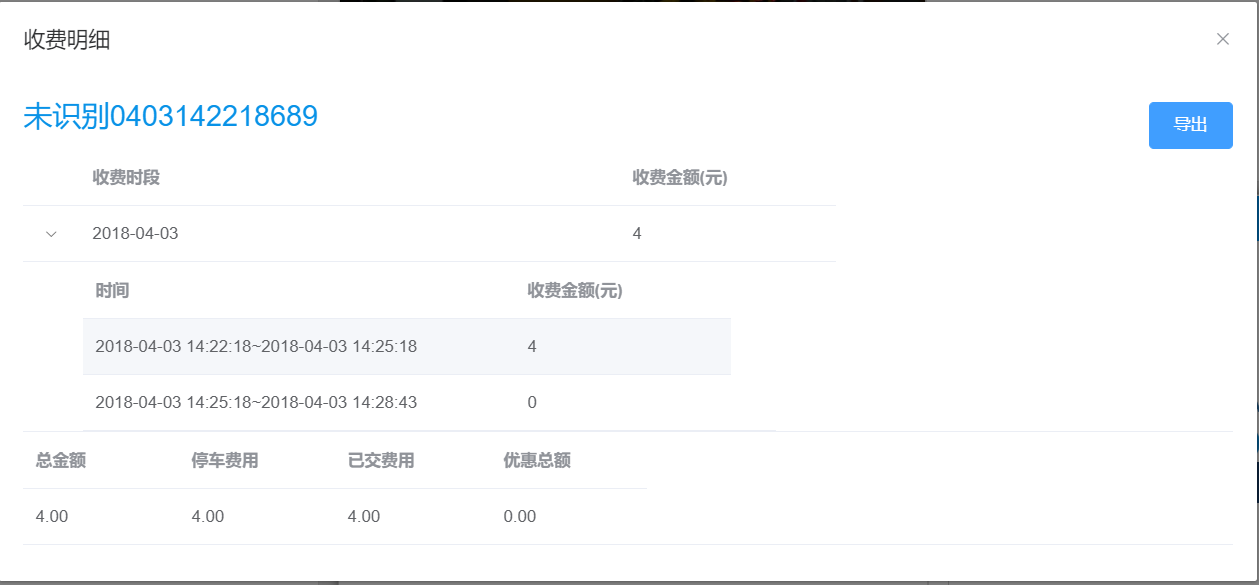 收费明细
未识别0403142218689
导出
收费时段 收费金额(元)
2018-04-03 4
时间 收费金额(元)
2018-04-03 14:22:18~2018-04-03 14:25:18 4
2018-04-03 14:25:18~2018-04-03 14:28:43 0
总金额 停车费用 已交费用 优惠总额
4.00 4.00 4.00 0.00